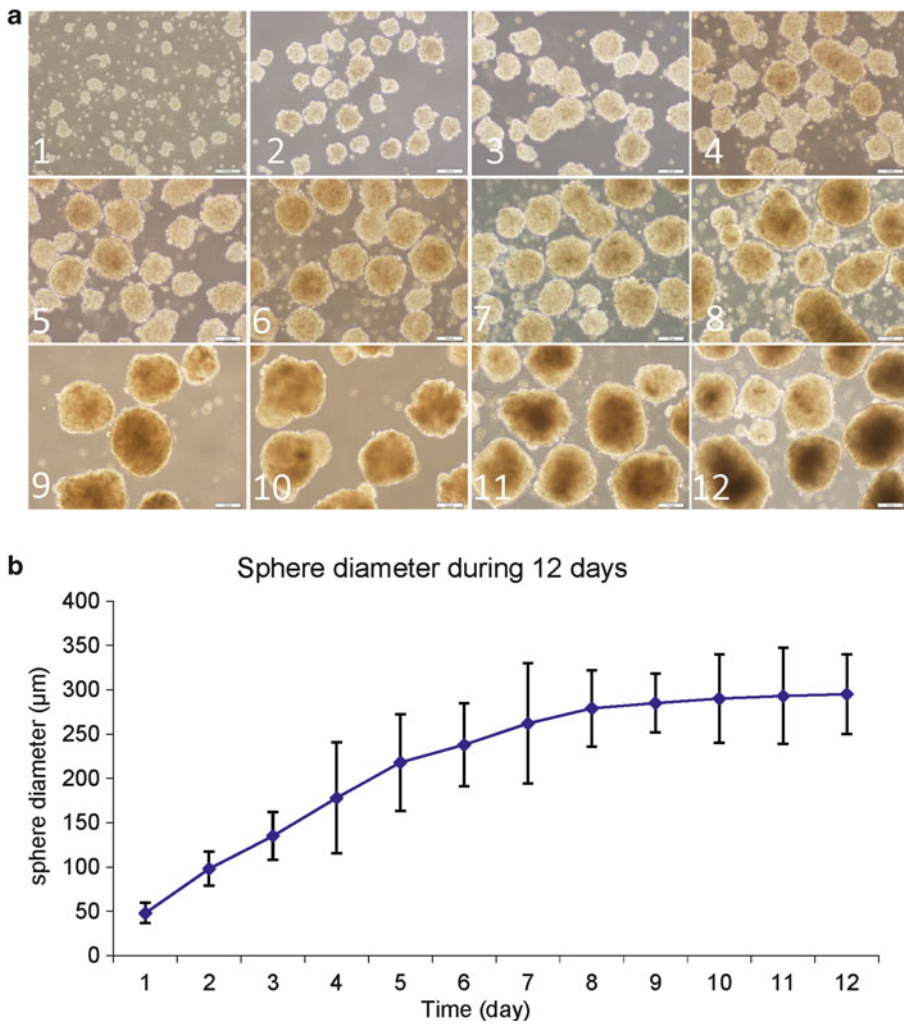 a
1 2 3 4
5 6 7 8
9 10 11 12
b
Sphere diameter during 12 days
sphere diameter (µm)
400
350
300
250
200
150
100
50
0
1 2 3 4 5 6 7 8 9 10 11 12
Time (day)